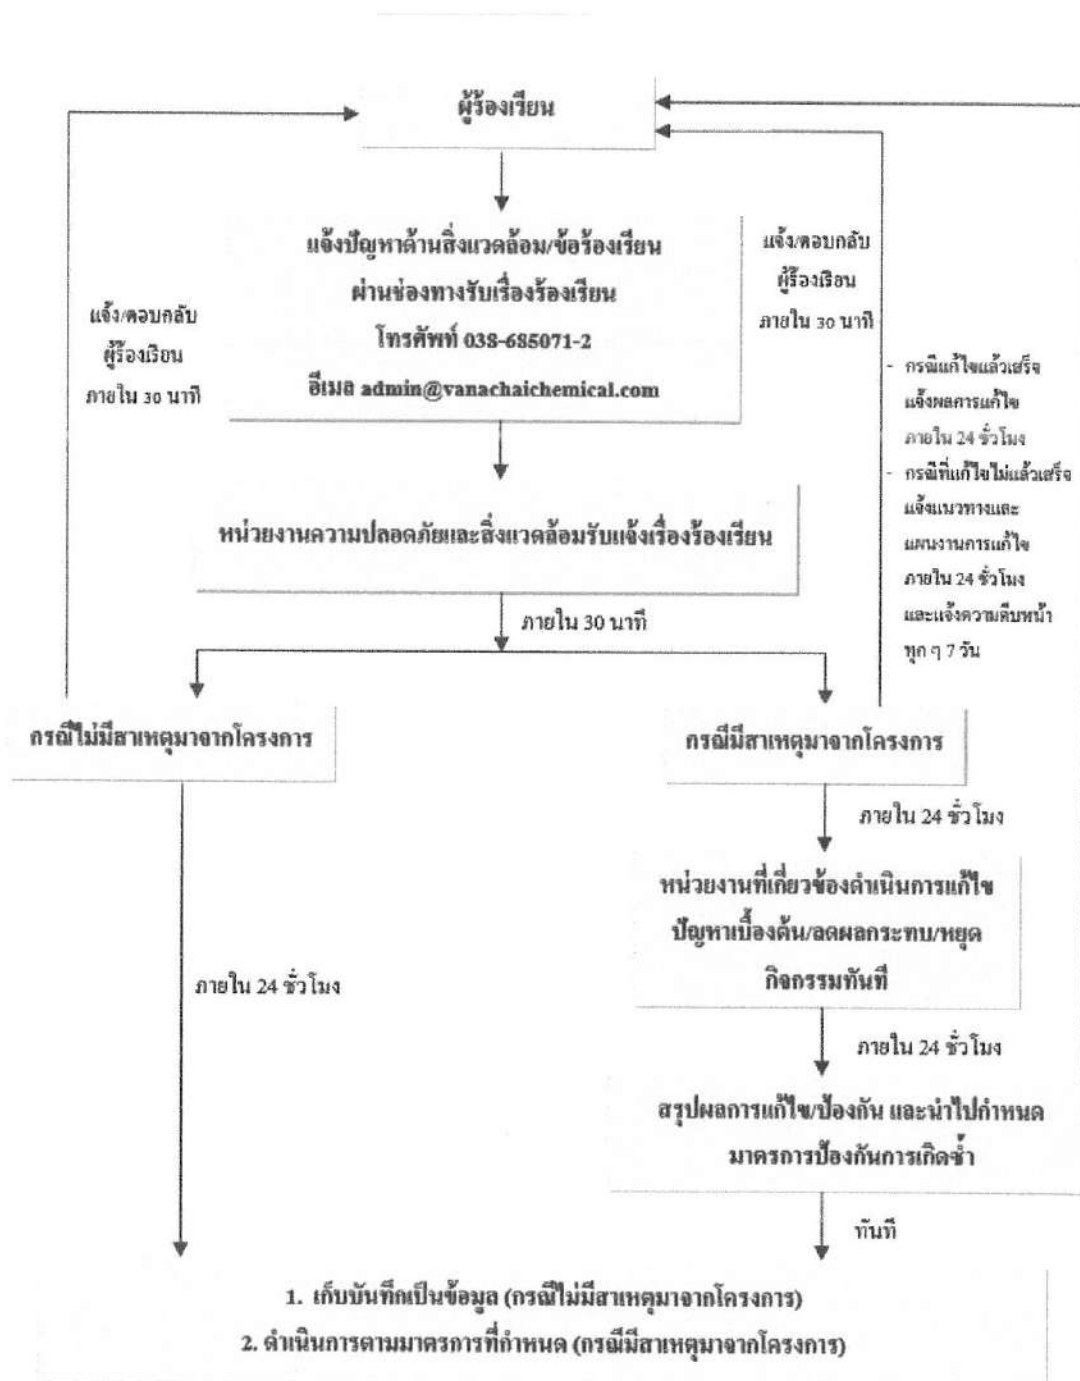 ผู้ร้องเรียน
แจ้งปัญหาด้านสิ่งแวดล้อม/ข้อร้องเรียน
ผ่านช่องทางรับเรื่องร้องเรียน
โทรศัพท์ 038-685071-2
อีเมล admin@vanachaichemical.com
แจ้ง/ตอบกลับ
ผู้ร้องเรียน
ภายใน 30 นาที
แจ้ง/ตอบกลับ
ผู้ร้องเรียน
ภายใน 30 นาที
- กรณีแก้ไขแล้วเสร็จ
แจ้งผลการแก้ไข
ภายใน 24 ชั่วโมง
- กรณีที่แก้ไขไม่แล้วเสร็จ
แจ้งแนวทางและ
แผนงานการแก้ไข
ภายใน 24 ชั่วโมง
และแจ้งความคืบหน้า
ทุก ๆ 7 วัน
หน่วยงานความปลอดภัยและสิ่งแวดล้อมรับแจ้งเรื่องร้องเรียน
ภายใน 30 นาที
กรณีไม่มีสาเหตุมาจากโครงการ
กรณีมีสาเหตุมาจากโครงการ
ภายใน 24 ชั่วโมง
หน่วยงานที่เกี่ยวข้องดำเนินการแก้ไข
ปัญหาเบื้องต้น/ลดผลกระทบ/หยุด
กิจกรรมทันที
ภายใน 24 ชั่วโมง
ภายใน 24 ชั่วโมง
สรุปผลการแก้ไข/ป้องกัน และนำไปกำหนด
มาตรการป้องกันการเกิดซ้ำ
ทันที
1. เก็บบันทึกเป็นข้อมูล (กรณีไม่มีสาเหตุมาจากโครงการ)
2. ดำเนินการตามมาตรการที่กำหนด (กรณีมีสาเหตุมาจากโครงการ)